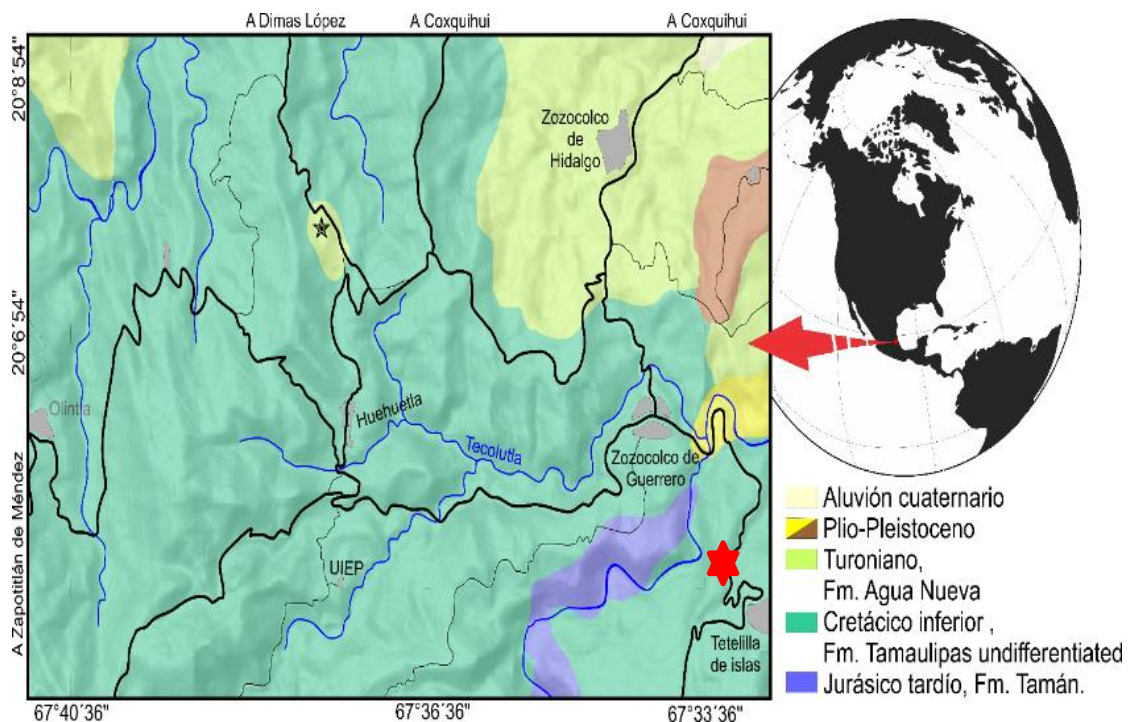 A Dimas López
A Coxquihui
A Coxquihui
20°8´54´´
Zozocolco
de
Hidalgo
20°6´54´´
Olintla
Huehuetla
Tecolutla
Zozocolco de
Guerrero
A Zapotitlán de Méndez
UIEP
Tetelilla
de islas
67°40´36´´
67°36´36´´
67°33´36´´
Aluvión cuaternario
Plio-Pleistoceno
Turoniano,
Fm. Agua Nueva
Cretácico inferior ,
Fm. Tamaulipas undifferentiated
Jurásico tardío, Fm. Tamán.